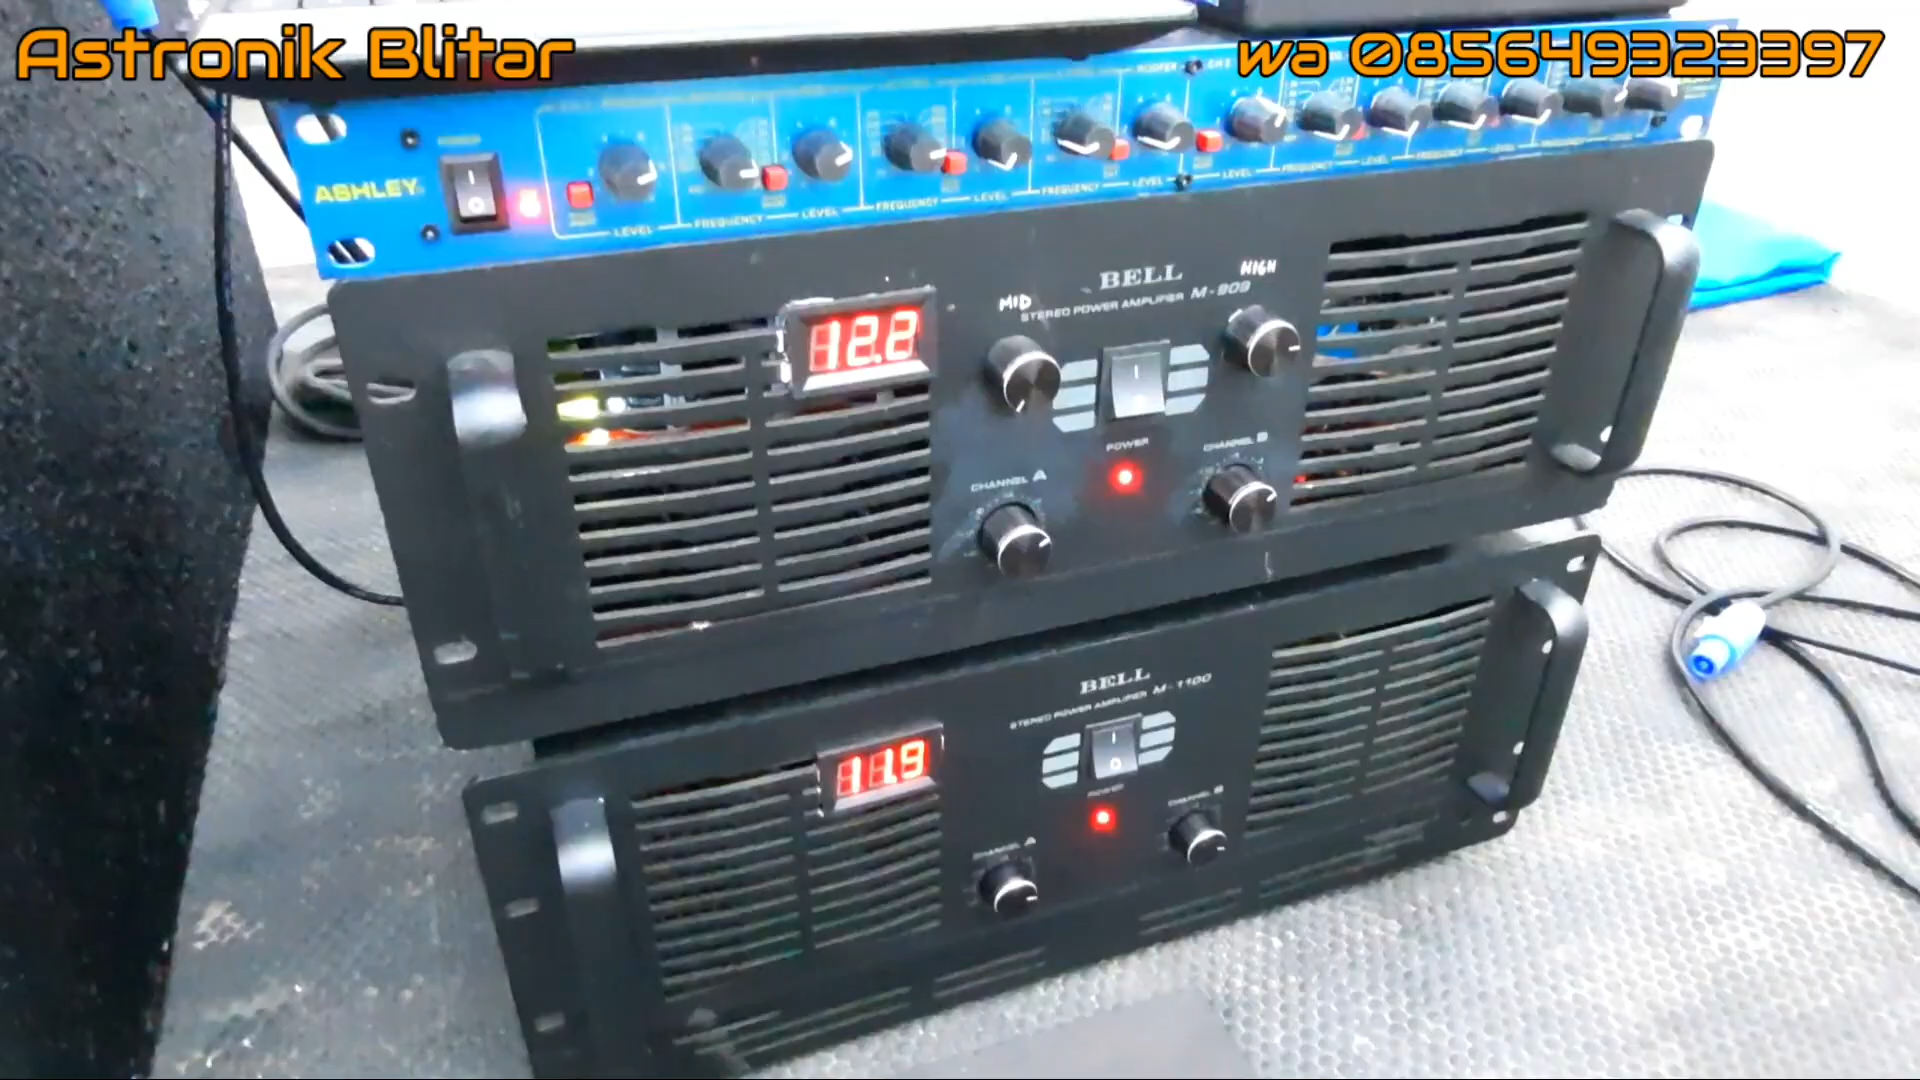 Astronik Blitar
wa 085649323397
ASHLEY
LEVEL
FREQUENCY
LEVEL
FREQUENCY
LEVEL
FREQUENCY
LEVEL
LEVEL
FREQUENCY
LEVEL
FREQUENCY
LEVEL
FREQUENCY
12.2
MID
BELL
HIGH
STEREO POWER AMPLIFIER M-909
POWER
CHANNEL A
CHANNEL B
BELL
STEREO POWER AMPLIFIER M-1100
11.9
POWER
CHANNEL A
CHANNEL B